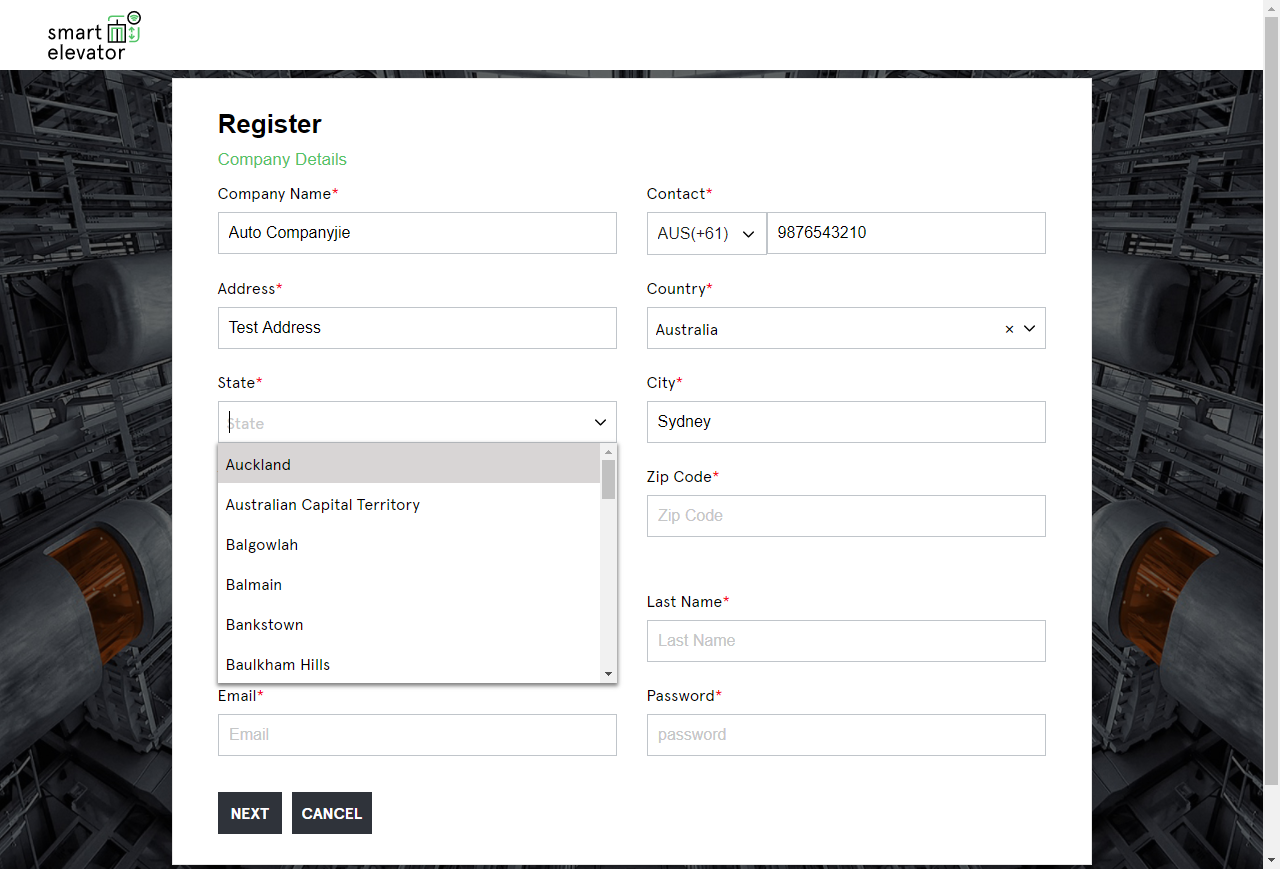 smart
elevator
Register
Company Details
Company Name*
Contact*
Auto Companyjie
AUS(+61)
9876543210
Address*
Country*
Test Address
Australia
×
State*
City*
State
Sydney
Auckland
Australian Capital Territory
Balgowlah
Balmain
Bankstown
Baulkham Hills
Zip Code*
Zip Code
Last Name*
Last Name
Email*
Password*
Email
password
NEXT
CANCEL